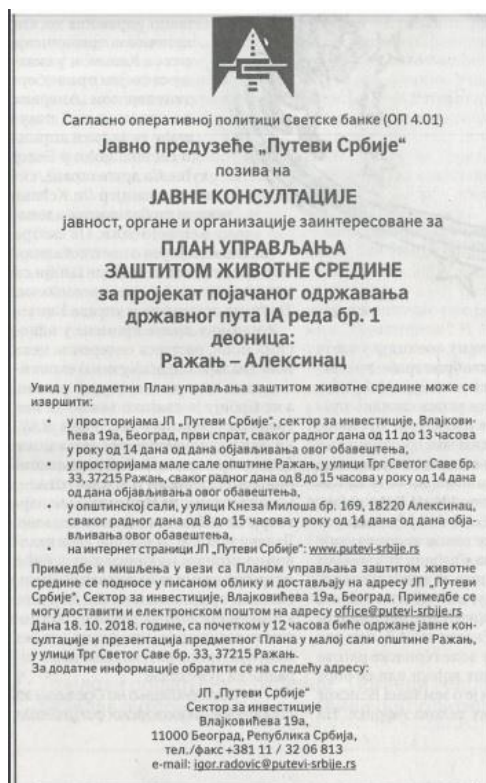 Сагласно оперативној политици Светске банке (ОП 4.01)
Јавно предузеће „Путеви Србије“
позива на
ЈАВНЕ КОНСУЛТАЦИЈЕ
јавност, органе и организације заинтересоване за
ПЛАН УПРАВЉАЊА
ЗАШТИТОМ ЖИВОТНЕ СРЕДИНЕ
за пројекат појачаног одржавања
државног пута IA реда бр. 1
деоница:
Ражањ – Алексинац
Увид у предметни План управљања заштитом животне средине може се
извршити:
• у просторијама ЈП „Путеви Србије“, сектор за инвестиције, Влајкови-
ћева 19а, Београд, први спрат, сваког радног дана од 11 до 13 часова
у року од 14 дана од дана објављивања овог обавештења,
• у просторијама мале сале општине Ражањ, у улици Трг Светог Саве бр.
33, 37215 Ражањ, сваког радног дана од 8 до 15 часова у року од 14 дана
од дана објављивања овог обавештења,
• у општинској сали, у улици Кнеза Милоша бр. 169, 18220 Алексинац,
сваког радног дана од 8 до 15 часова у року од 14 дана од дана обја-
вљивања овог обавештења,
• на интернет страници ЈП „Путеви Србије“: www.putevi-srbije.rs
Примедбе и мишљења у вези са Планом управљања заштитом животне
средине се подносе у писаном облику и достављају на адресу ЈП „Путеви
Србије“, Сектор за инвестиције, Влајковићева 19а, Београд. Примедбе се
могу доставити и електронском поштом на адресу office@putevi-srbije.rs
Дана 18. 10. 2018. године, са почетком у 12 часова биће одржане јавне кон-
султације и презентација предметног Плана у малој сали општине Ражањ,
у улици Трг Светог Саве бр. 33, 37215 Ражањ.
За додатне информације обратити се на следећу адресу:
ЈП „Путеви Србије“
Сектор за инвестиције
Влајковићева 19а,
11000 Београд, Република Србија,
тел./факс +381 11 / 32 06 813
e-mail: igor.radovic@putevi-srbije.rs